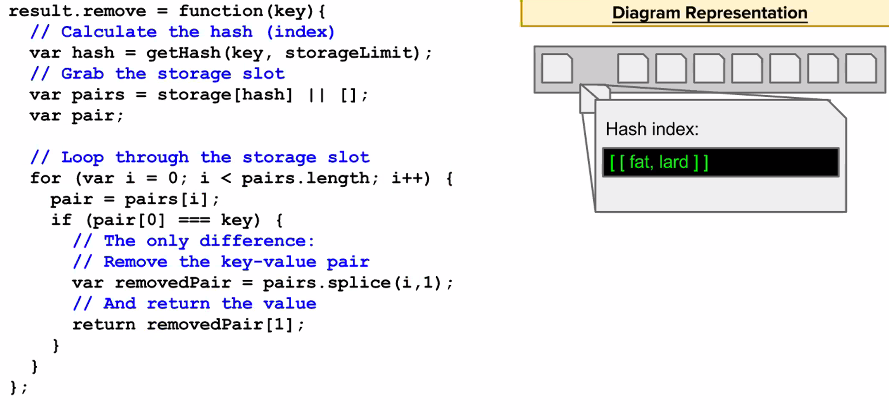 result.remove = function(key){
// Calculate the hash (index)
var hash = getHash(key, storageLimit);
// Grab the storage slot
var pairs = storage[hash] || [];
var pair;
// Loop through the storage slot
for (var i = 0; i < pairs.length; i++) {
pair = pairs[i];
if (pair[0] === key) {
// The only difference:
// Remove the key-value pair
var removedPair = pairs.splice(i,1);
// And return the value
return removedPair[1];
}
}
};
Diagram Representation
Hash index:
[ [ fat, lard ] ]